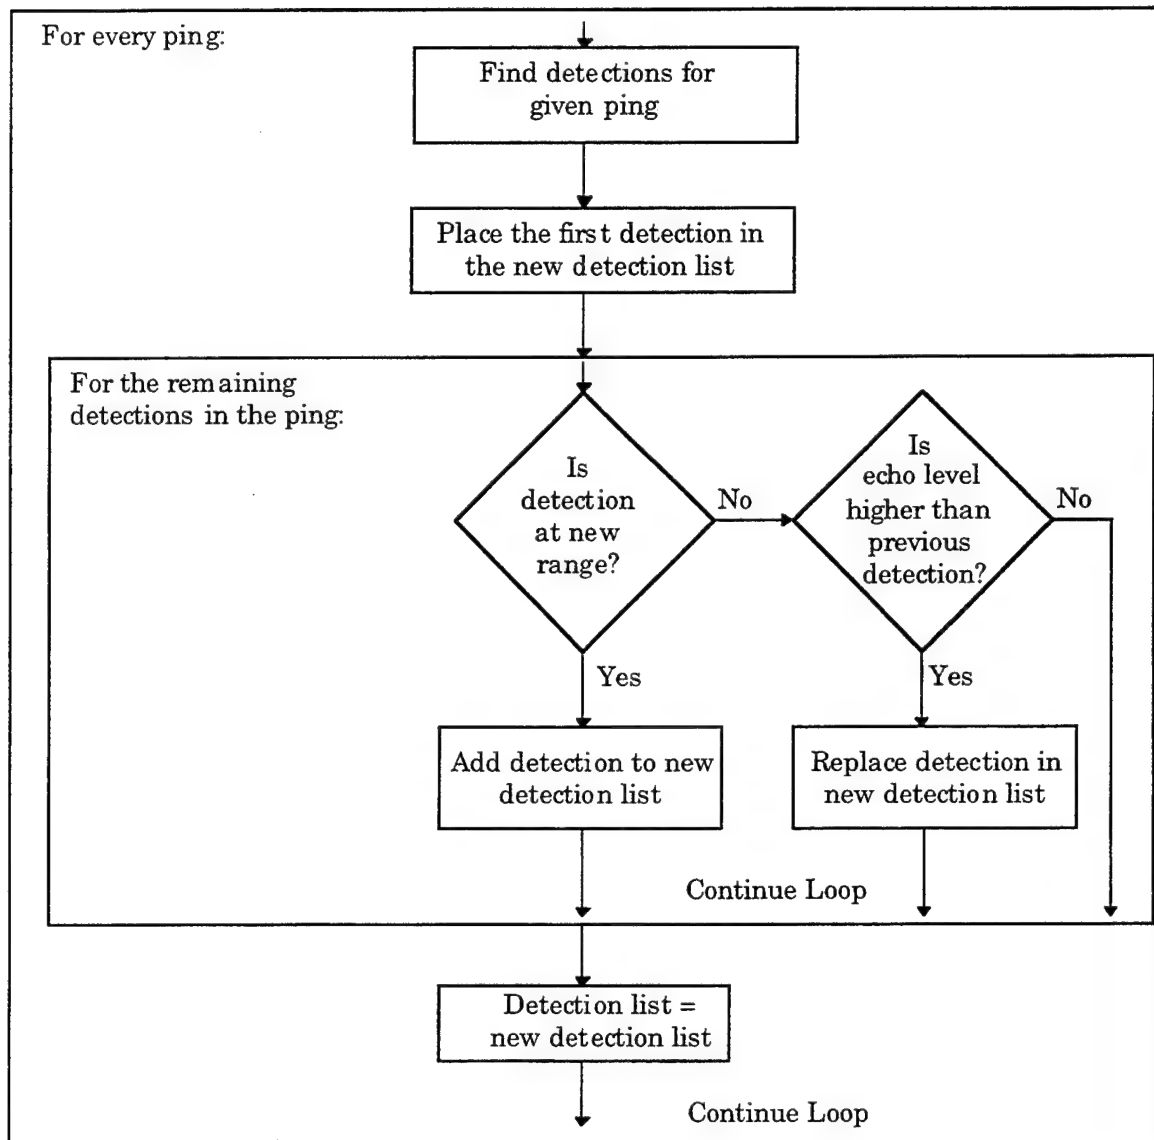 For every ping:
Find detections for
given ping
Place the first detection in
the new detection list
For the remaining
detections in the ping:
Is
detection
at new
range?
No
Is
echo level
higher than
previous
detection?
No
Yes
Yes
Add detection to new
detection list
Replace detection in
new detection list
Continue Loop
Detection list =
new detection list
Continue Loop